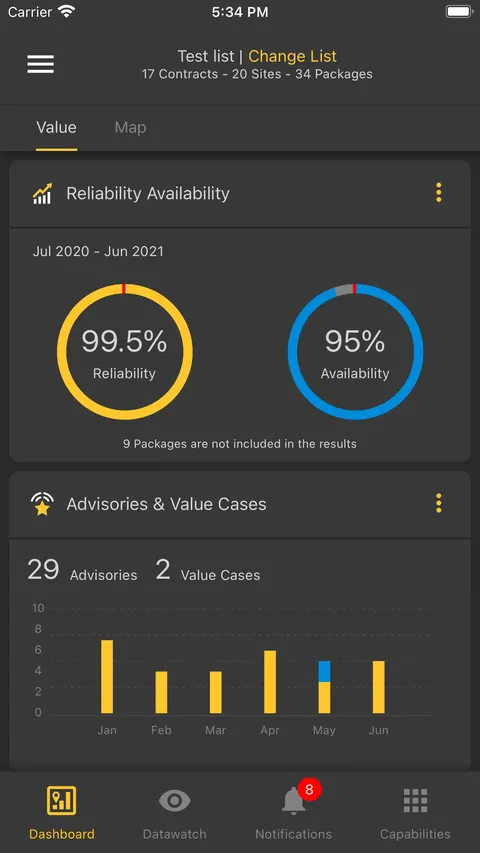 Carrier 5:34 PM
Test list | Change List
17 Contracts - 20 Sites - 34 Packages
Value Map
Reliability Availability
Jul 2020 - Jun 2021
99.5% 95%
Reliability Availability
9 Packages are not included in the results
Advisories & Value Cases
29 Advisories 2 Value Cases
10
8
6
4
2
0
Jan Feb Mar Apr May Jun
8
Dashboard Datawatch Notifications Capabilities